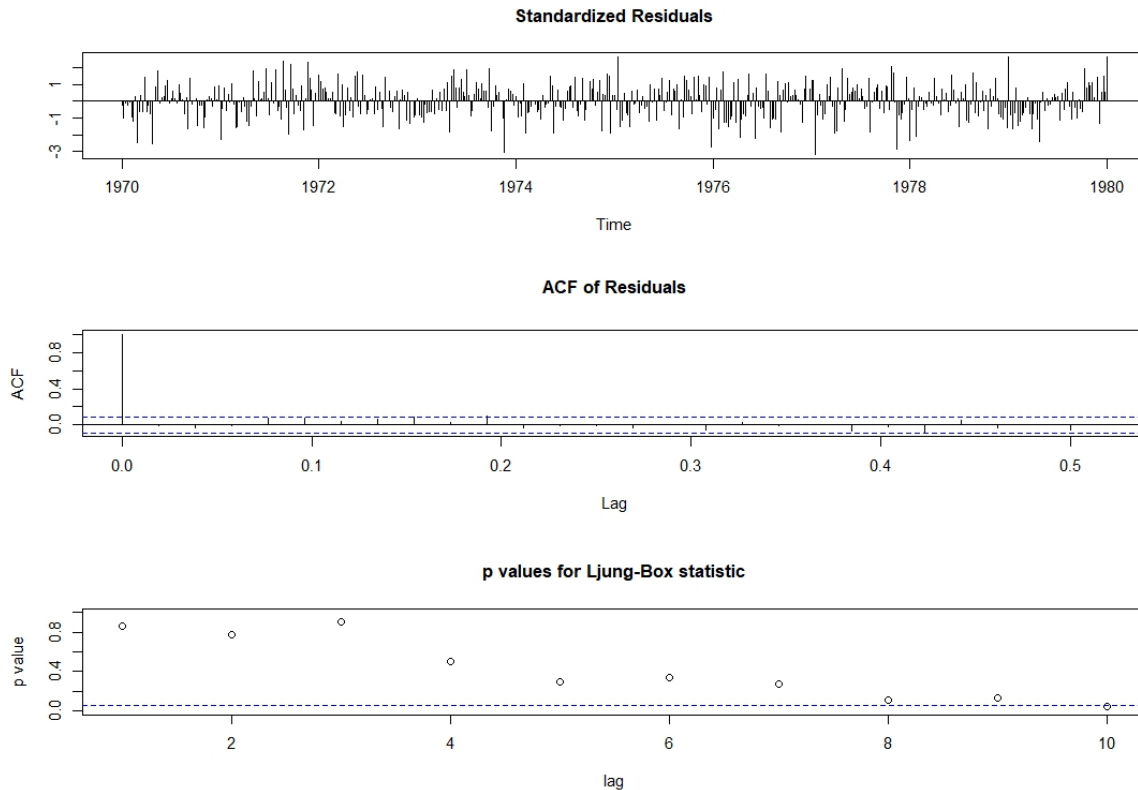 Standardized Residuals
1
-1
-3
1970 1972 1974 1976 1978 1980
Time
ACF of Residuals
ACF
0.8
0.4
0.0
0.0 0.1 0.2 0.3 0.4 0.5
Lag
p values for Ljung-Box statistic
p value
0.8
0.4
0.0
2 4 6 8 10
lag